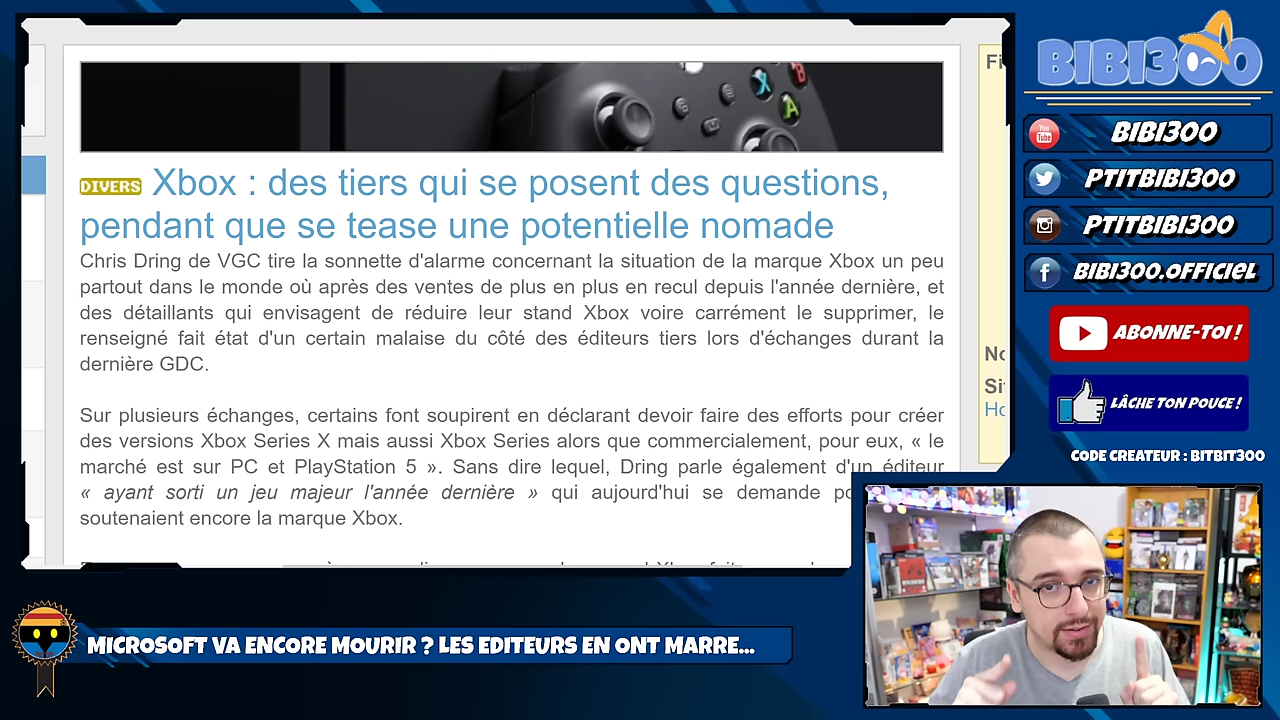 BIBI300
X
B
A
DIVERS Xbox : des tiers qui se posent des questions,
pendant que se tease une potentielle nomade
Chris Dring de VGC tire la sonnette d'alarme concernant la situation de la marque Xbox un peu
partout dans le monde où après des ventes de plus en plus en recul depuis l'année dernière, et
des détaillants qui envisagent de réduire leur stand Xbox voire carrément le supprimer, le
renseigné fait état d'un certain malaise du côté des éditeurs tiers lors d'échanges durant la
dernière GDC.
Sur plusieurs échanges, certains font soupirent en déclarant devoir faire des efforts pour créer
des versions Xbox Series X mais aussi Xbox Series alors que commercialement, pour eux, « le
marché est sur PC et PlayStation 5 ». Sans dire lequel, Dring parle également d'un éditeur
« ayant sorti un jeu majeur l'année dernière » qui aujourd'hui se demande
soutenaient encore la marque Xbox.
You Tube
BIBI300
PTITBIBI300
PTITBIBI300
f
BIBI300.OFFICIEL
ABONNE-TOI !
LÂCHE TON POUCE !
CODE CREATEUR : BITBIT300
MICROSOFT VA ENCORE MOURIR ? LES EDITEURS EN ONT MARRE...